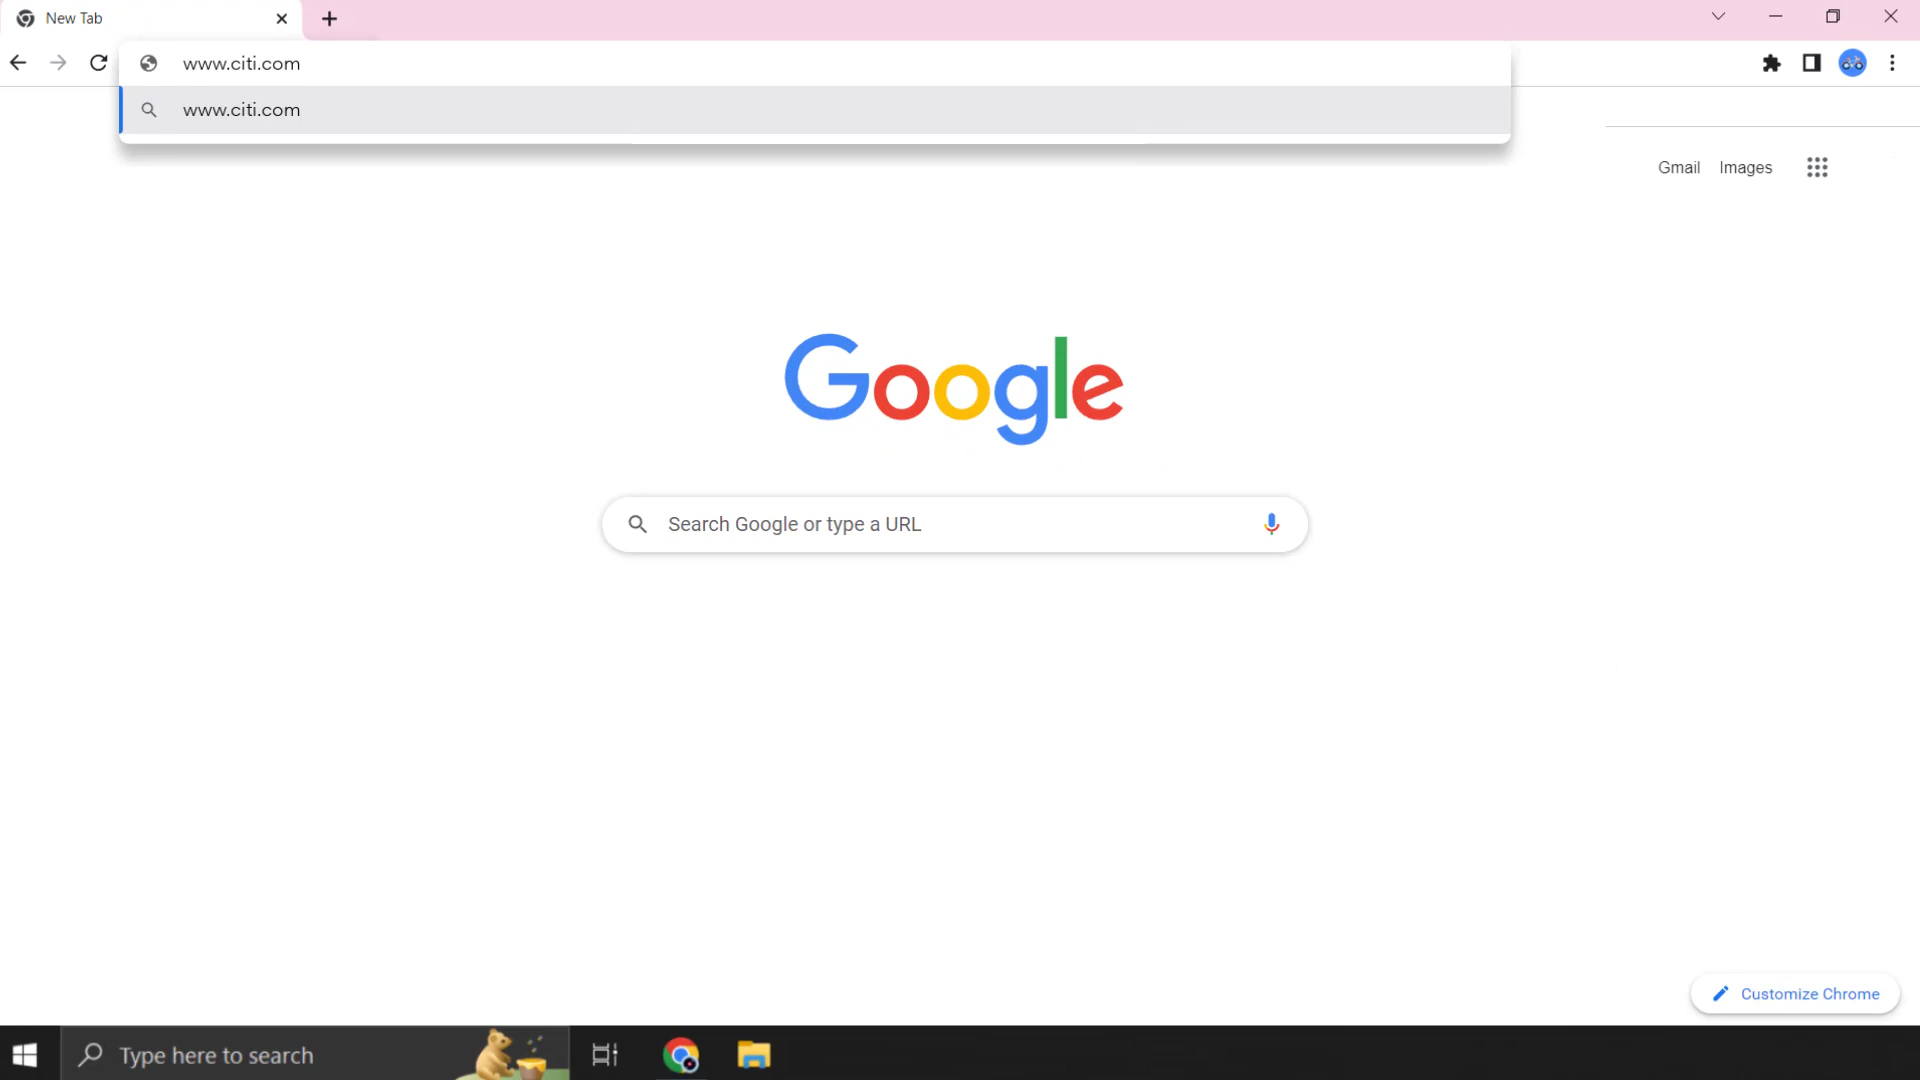 New Tab
www.citi.com
www.citi.com
Gmail Images
Google
Search Google or type a URL
Customize Chrome
Type here to search